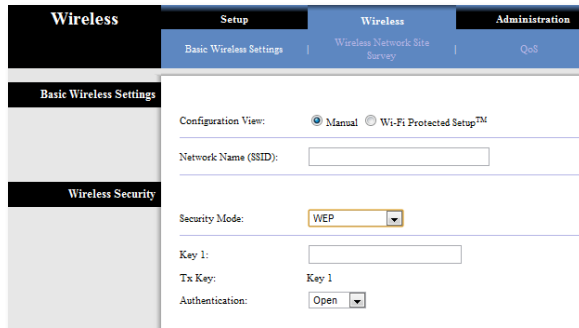 Wireless
Setup Wireless Administration
Basic Wireless Settings | Wireless Network Site Survey | QoS
Basic Wireless Settings
Configuration View: Manual Wi-Fi Protected Setup™
Network Name (SSID):
Wireless Security
Security Mode: WEP
Key 1:
Tx Key: Key 1
Authentication: Open